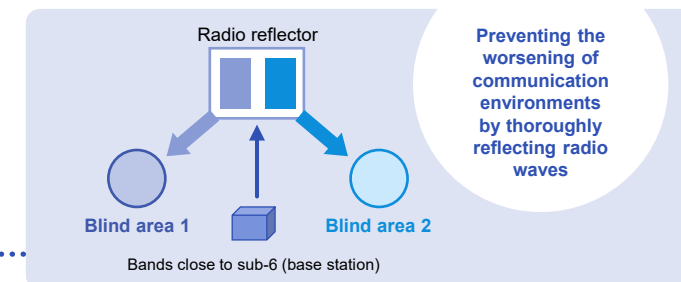 Radio reflector
Blind area 1
Blind area 2
Bands close to sub-6 (base station)
Preventing the
worsening of
communication
environments
by thoroughly
reflecting radio
waves